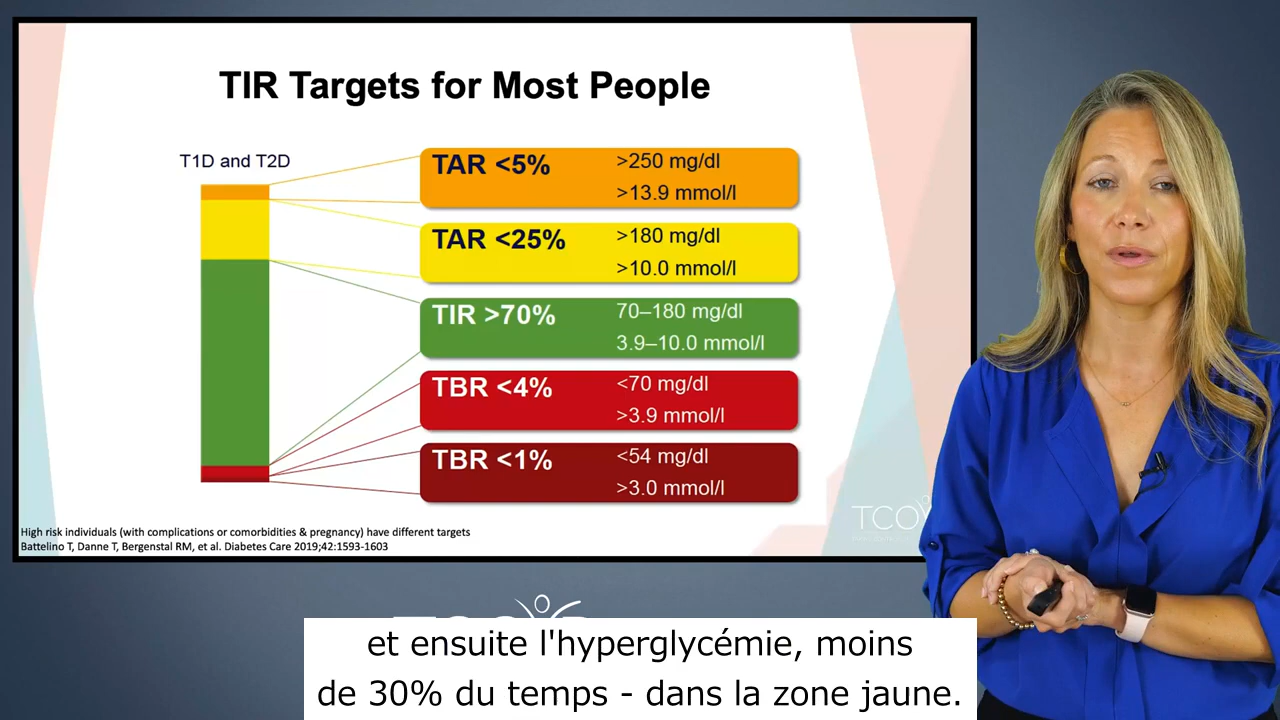 TIR Targets for Most People
T1D and T2D
TAR <5%
>250 mg/dl
>13.9 mmol/l
TAR <25%
>180 mg/dl
>10.0 mmol/l
TIR >70%
70–180 mg/dl
3.9–10.0 mmol/l
TBR <4%
<70 mg/dl
>3.9 mmol/l
TBR <1%
<54 mg/dl
>3.0 mmol/l
High risk individuals (with complications or comorbidities & pregnancy) have different targets
Battelino T, Danne T, Bergenstal RM, et al. Diabetes Care 2019;42:1593-1603
et ensuite l'hyperglycémie, moins
de 30% du temps - dans la zone jaune.